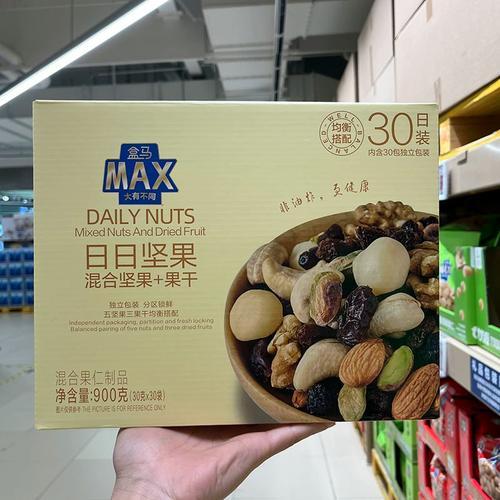 盒马
MAX
大有不同
DAILY NUTS
Mixed Nuts And Dried Fruit
日日坚果
混合坚果+果干
独立包装 分区锁鲜
五坚果三果干均衡搭配
Independent packaging, partition and fresh locking
Balanced pairing of five nuts and three dried fruits
混合果仁制品
净含量:900克(30克×30袋)
图片仅供参考 THE PICTURE IS FOR REFERENCE ONLY
WELL-BALANCED
均衡
搭配
30日装
内含30包独立包装
非油炸,更健康